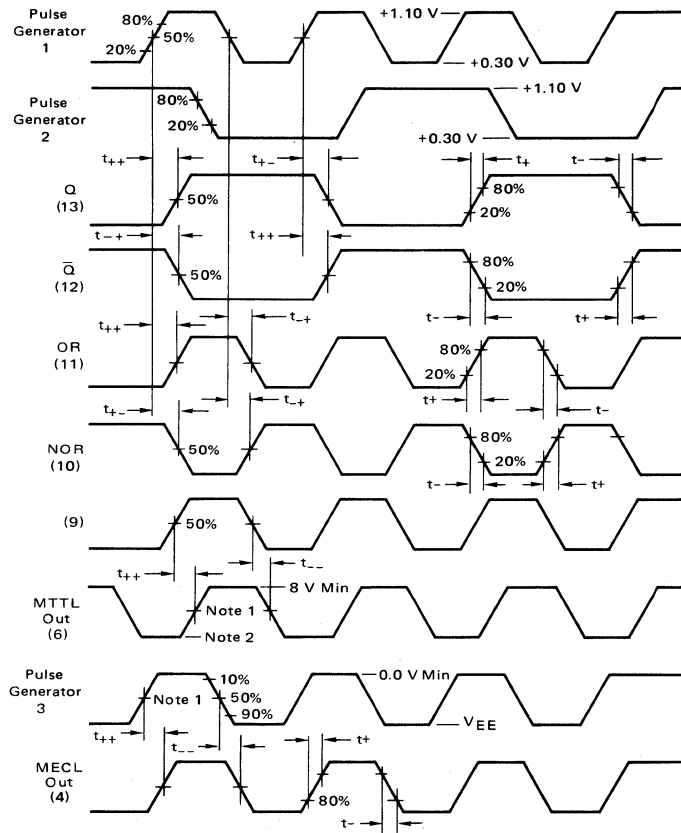 Pulse
Generator
1
80%
50%
20%
+1.10 V
+0.30 V
Pulse
Generator
2
80%
20%
+1.10 V
+0.30 V
t++
t+-
t+
t-
Q
(13)
50%
80%
20%
t-+
t++
Q̅
(12)
50%
80%
20%
t++
t-+
t-
t+
OR
(11)
80%
20%
t+-
t-+
t+
t-
NOR
(10)
50%
80%
20%
t-
t+
(9)
50%
t++
t--
8 V Min
MTTL
Out
(6)
Note 1
Note 2
Pulse
Generator
3
10%
Note 1
50%
90%
0.0 V Min
VEE
t++
t--
t+
MECL
Out
(4)
80%
t-